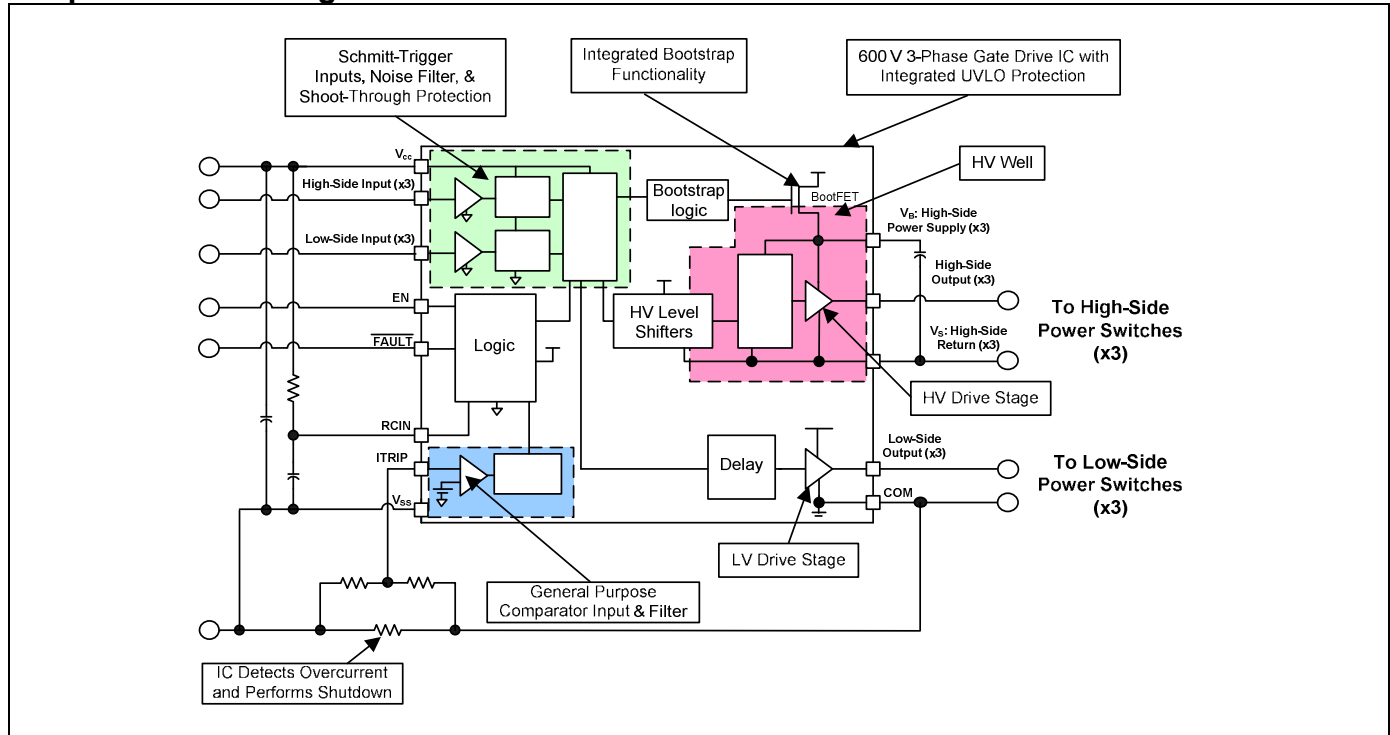 Schmitt-Trigger
Inputs, Noise Filter, &
Shoot-Through Protection
Integrated Bootstrap
Functionality
600 V 3-Phase Gate Drive IC with
Integrated UVLO Protection
HV Well
Vcc
High-Side Input (x3)
Low-Side Input (x3)
EN
FAULT
RCIN
ITRIP
VSS
Bootstrap
logic
BootFET
HV Level
Shifters
Logic
Delay
VB: High-Side
Power Supply (x3)
High-Side
Output (x3)
VS: High-Side
Return (x3)
To High-Side
Power Switches
(x3)
HV Drive Stage
Low-Side
Output (x3)
COM
To Low-Side
Power Switches
(x3)
LV Drive Stage
General Purpose
Comparator Input & Filter
IC Detects Overcurrent
and Performs Shutdown